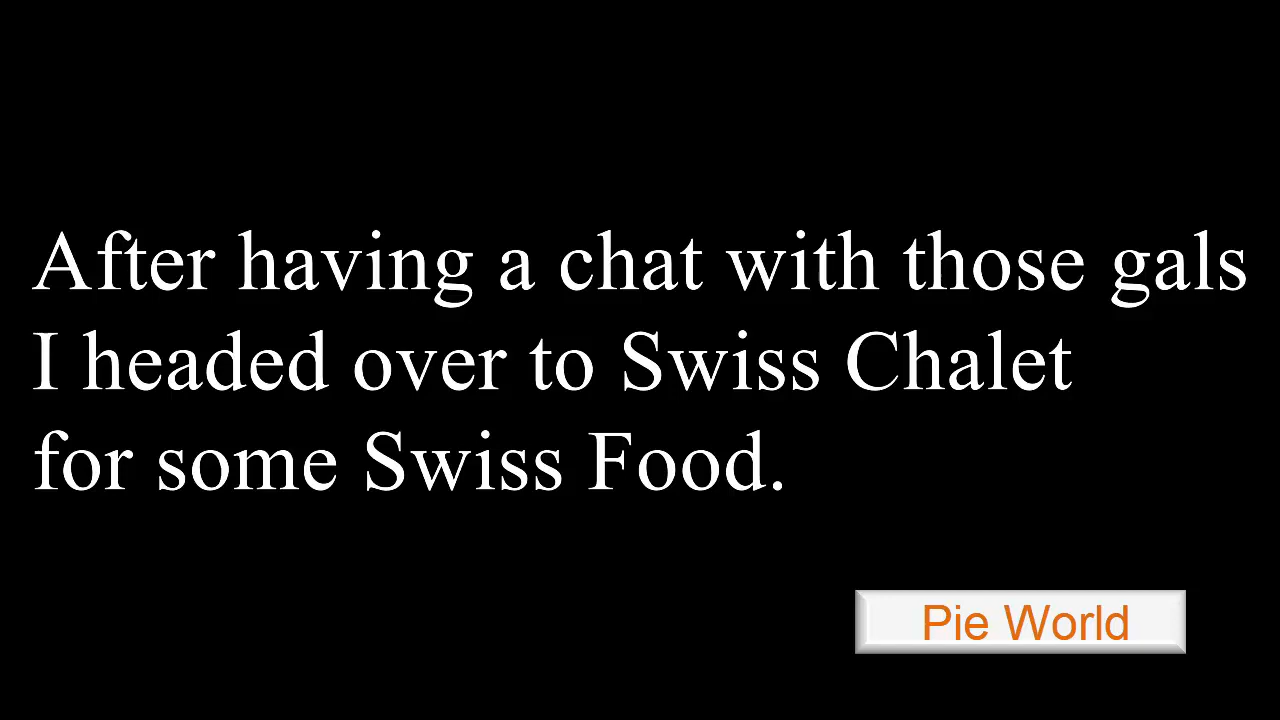 After having a chat with those gals
I headed over to Swiss Chalet
for some Swiss Food.
Pie World